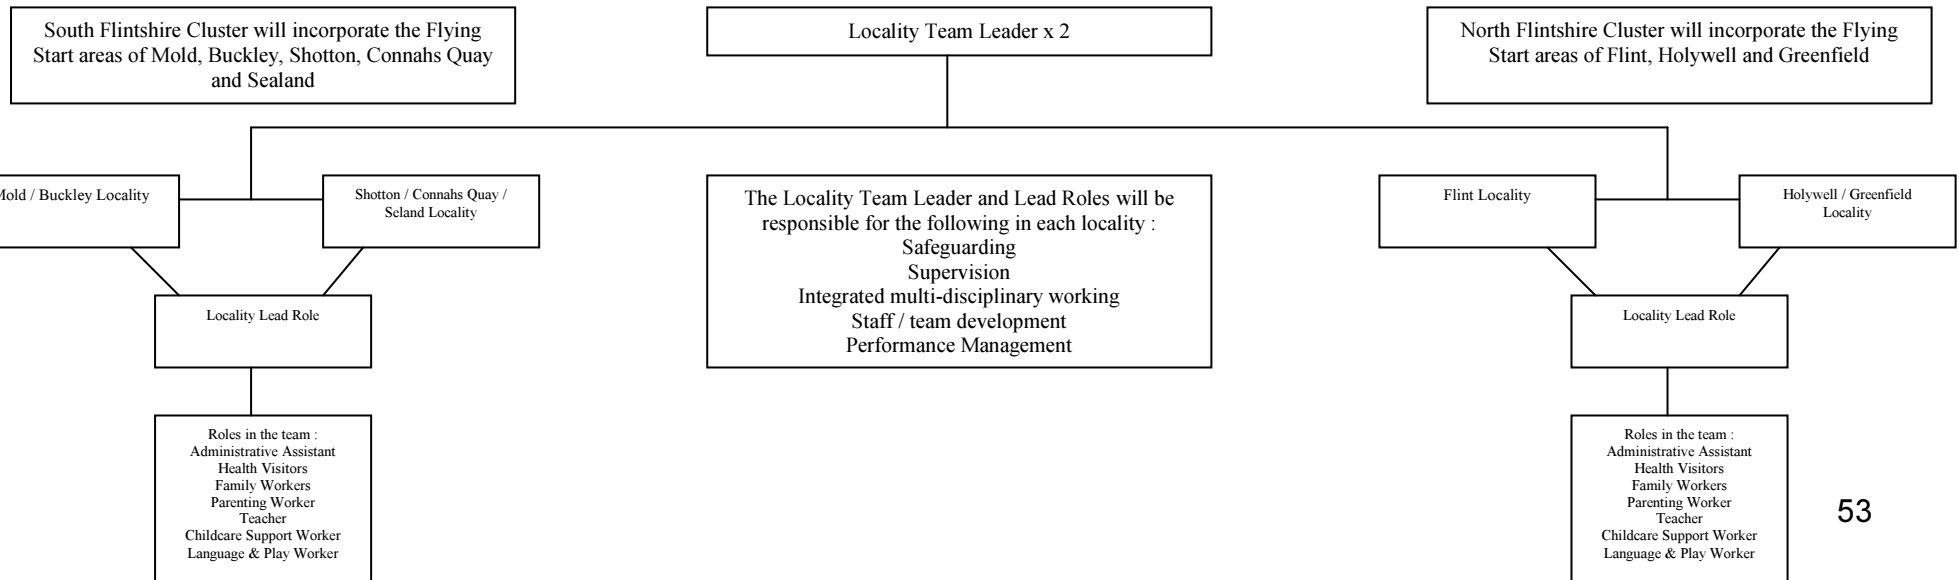 South Flintshire Cluster will incorporate the Flying
Start areas of Mold, Buckley, Shotton, Connahs Quay
and Sealand
Locality Team Leader x 2
North Flintshire Cluster will incorporate the Flying
Start areas of Flint, Holywell and Greenfield
Mold / Buckley Locality
Shotton / Connahs Quay /
Seland Locality
The Locality Team Leader and Lead Roles will be
responsible for the following in each locality :
Safeguarding
Supervision
Integrated multi-disciplinary working
Staff / team development
Performance Management
Flint Locality
Holywell / Greenfield
Locality
Locality Lead Role
Locality Lead Role
Roles in the team :
Administrative Assistant
Health Visitors
Family Workers
Parenting Worker
Teacher
Childcare Support Worker
Language & Play Worker
Roles in the team :
Administrative Assistant
Health Visitors
Family Workers
Parenting Worker
Teacher
Childcare Support Worker
Language & Play Worker
53